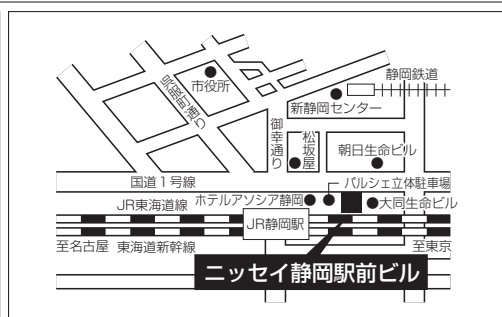 静岡鉄道
市役所
呉服町通り
新静岡センター
御幸通り
松坂屋
朝日生命ビル
国道1号線
パルシェ立体駐車場
ホテルアソシア静岡
大同生命ビル
JR東海道線
JR静岡駅
至名古屋
東海道新幹線
至東京
ニッセイ静岡駅前ビル